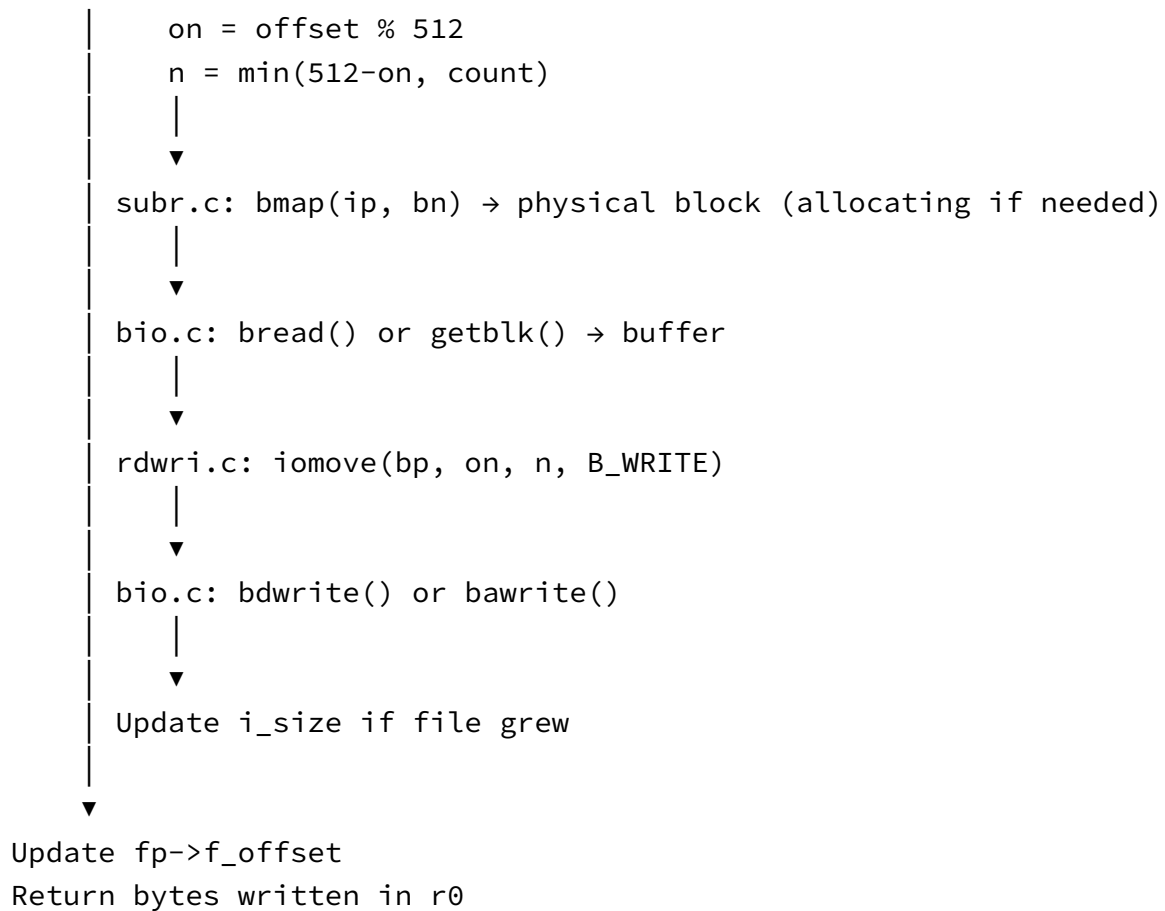 on = offset % 512
n = min(512-on, count)
subr.c: bmap(ip, bn) → physical block (allocating if needed)
bio.c: bread() or getblk() → buffer
rdwri.c: iomove(bp, on, n, B_WRITE)
bio.c: bdwrite() or bawrite()
Update i_size if file grew
Update fp->f_offset
Return bytes written in r0